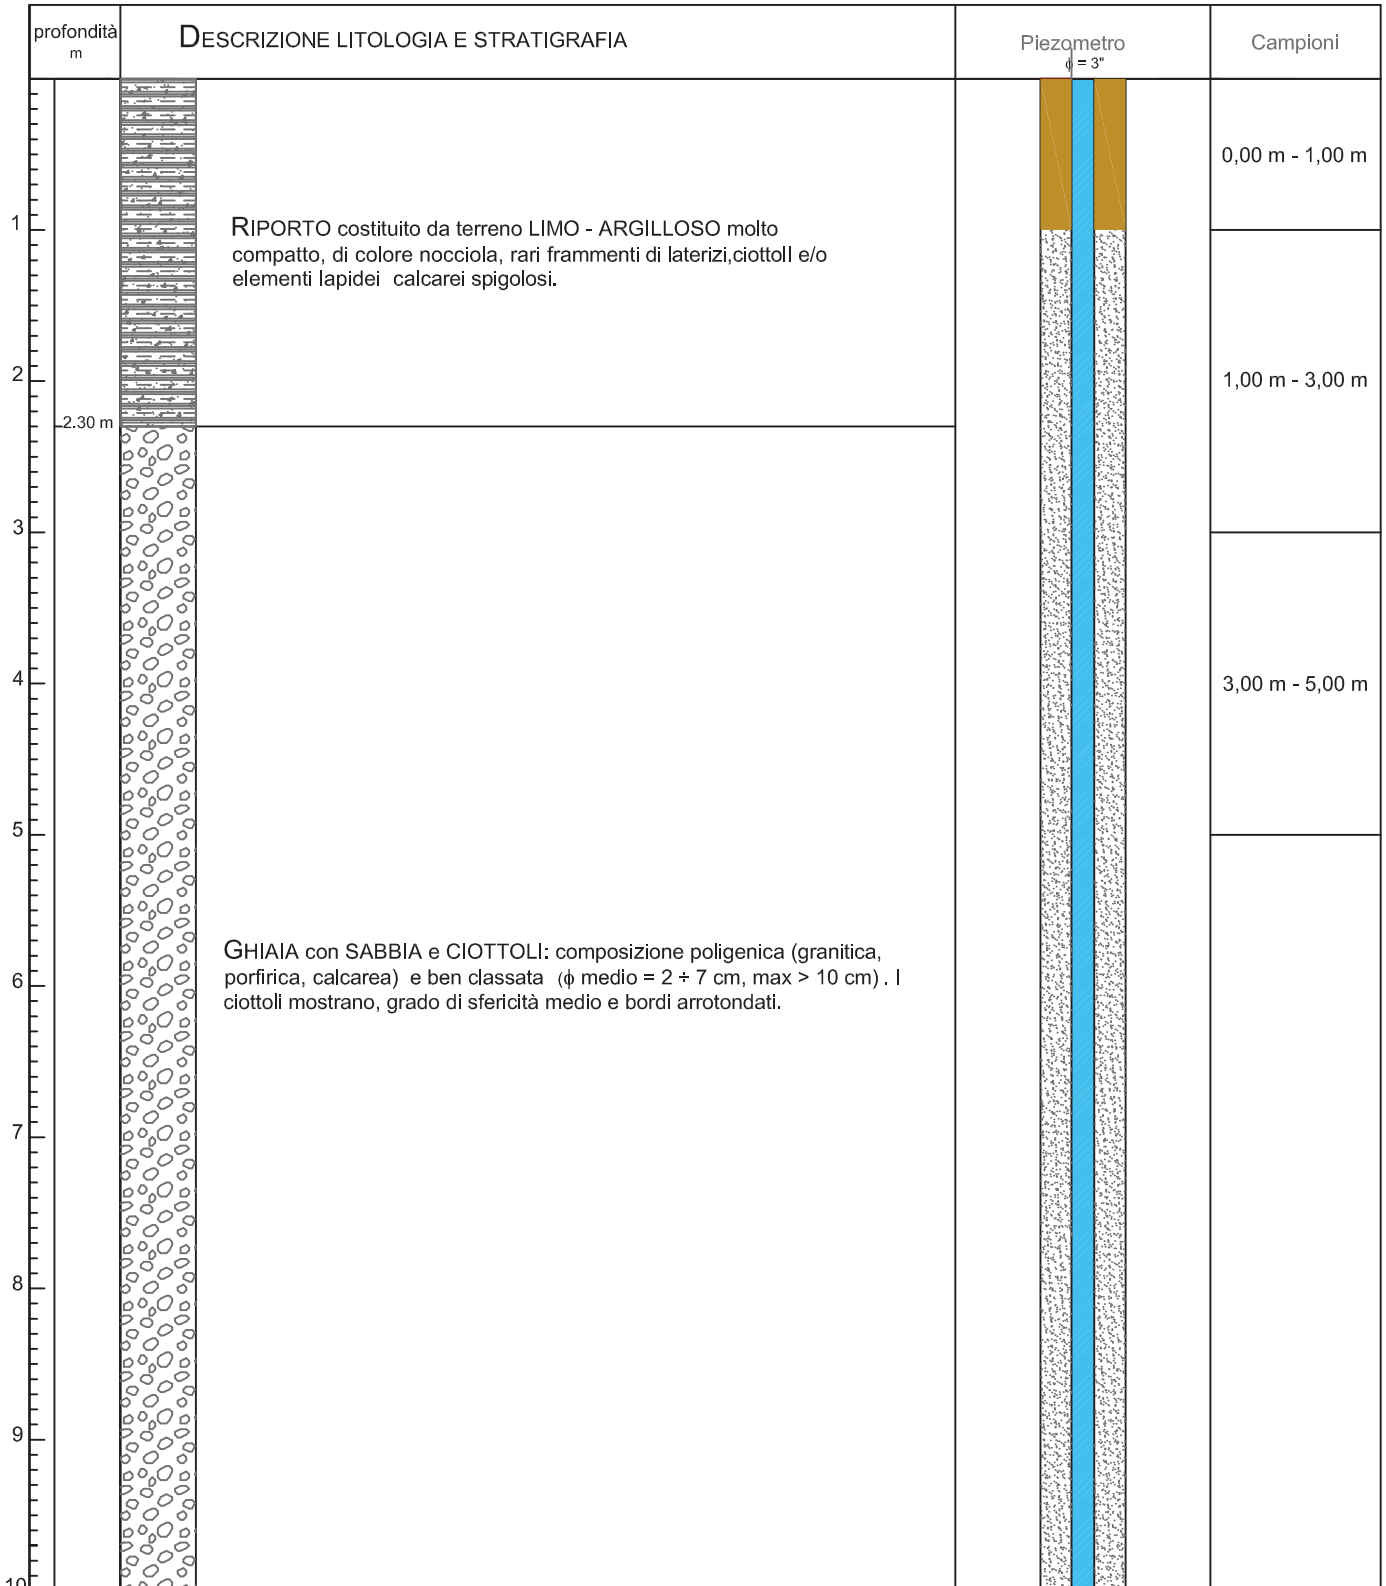 profondità
m
DESCRIZIONE LITOLOGIA E STRATIGRAFIA
Piezometro
ϕ = 3"
Campioni
0,00 m - 1,00 m
1
RIPORTO costituito da terreno LIMO - ARGILLOSO molto
compatto, di colore nocciola, rari frammenti di laterizi,ciottoll e/o
elementi lapidei calcarei spigolosi.
2
1,00 m - 3,00 m
2.30 m
3
4
3,00 m - 5,00 m
5
GHIAIA con SABBIA e CIOTTOLI: composizione poligenica (granitica,
porfirica, calcarea) e ben classata (ϕ medio = 2 ÷ 7 cm, max > 10 cm) . I
ciottoli mostrano, grado di sfericità medio e bordi arrotondati.
6
7
8
9
10